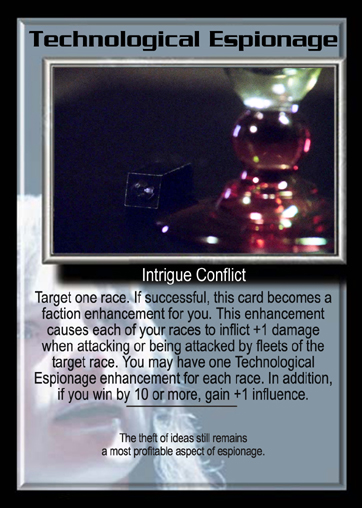 Technological Espionage
Intrigue Conflict
Target one race. If successful, this card becomes a
faction enhancement for you. This enhancement
causes each of your races to inflict +1 damage
when attacking or being attacked by fleets of the
target race. You may have one Technological
Espionage enhancement for each race. In addition,
if you win by 10 or more, gain +1 influence.
The theft of ideas still remains
a most profitable aspect of espionage.